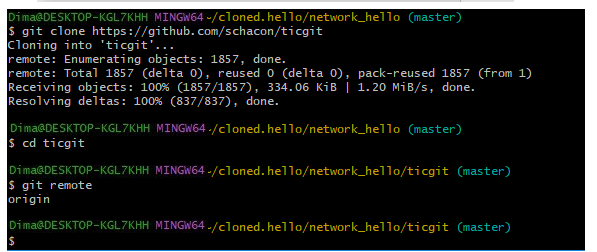 Dima@DESKTOP-KGL7KHH MINGW64 ~/cloned.hello/network_hello (master)
$ git clone https://github.com/schacon/ticgit
Cloning into 'ticgit'...
remote: Enumerating objects: 1857, done.
remote: Total 1857 (delta 0), reused 0 (delta 0), pack-reused 1857 (from 1)
Receiving objects: 100% (1857/1857), 334.06 KiB | 1.20 MiB/s, done.
Resolving deltas: 100% (837/837), done.
Dima@DESKTOP-KGL7KHH MINGW64 ~/cloned.hello/network_hello (master)
$ cd ticgit
Dima@DESKTOP-KGL7KHH MINGW64 ~/cloned.hello/network_hello/ticgit (master)
$ git remote
origin
Dima@DESKTOP-KGL7KHH MINGW64 ~/cloned.hello/network_hello/ticgit (master)
$